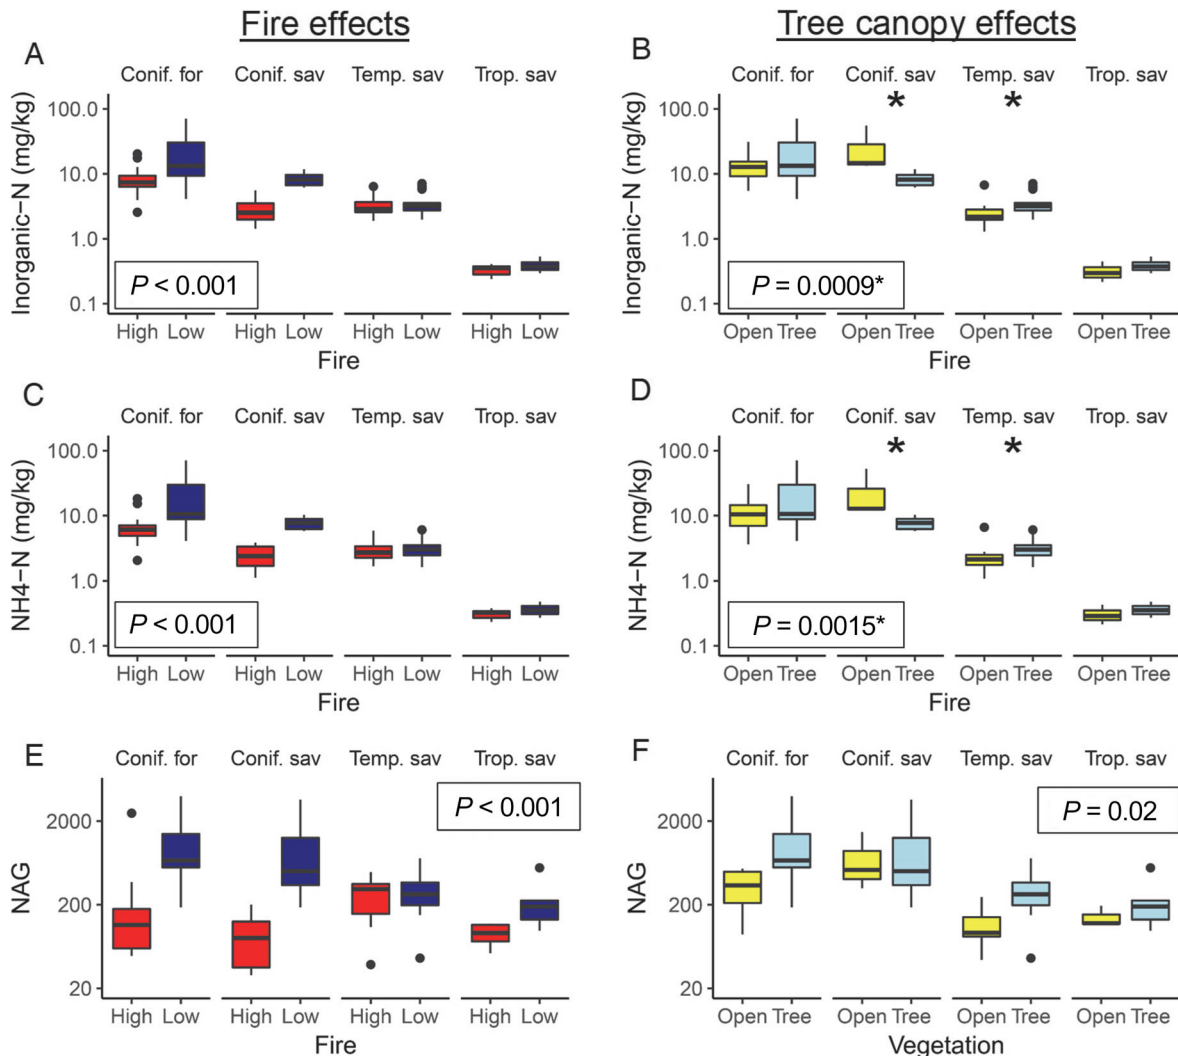 Fire effects
Tree canopy effects
A
Conif. for Conif. sav Temp. sav Trop. sav
Inorganic–N (mg/kg)
100.0
10.0
1.0
0.1
P < 0.001
High Low High Low High Low High Low
Fire
B
Conif. for Conif. sav Temp. sav Trop. sav
* *
Inorganic–N (mg/kg)
100.0
10.0
1.0
0.1
P = 0.0009*
Open Tree Open Tree Open Tree Open Tree
Fire
C
Conif. for Conif. sav Temp. sav Trop. sav
NH4–N (mg/kg)
100.0
10.0
1.0
0.1
P < 0.001
High Low High Low High Low High Low
Fire
D
Conif. for Conif. sav Temp. sav Trop. sav
* *
NH4–N (mg/kg)
100.0
10.0
1.0
0.1
P = 0.0015*
Open Tree Open Tree Open Tree Open Tree
Fire
E
Conif. for Conif. sav Temp. sav Trop. sav
P < 0.001
NAG
2000
200
20
High Low High Low High Low High Low
Fire
F
Conif. for Conif. sav Temp. sav Trop. sav
P = 0.02
NAG
2000
200
20
Open Tree Open Tree Open Tree Open Tree
Vegetation